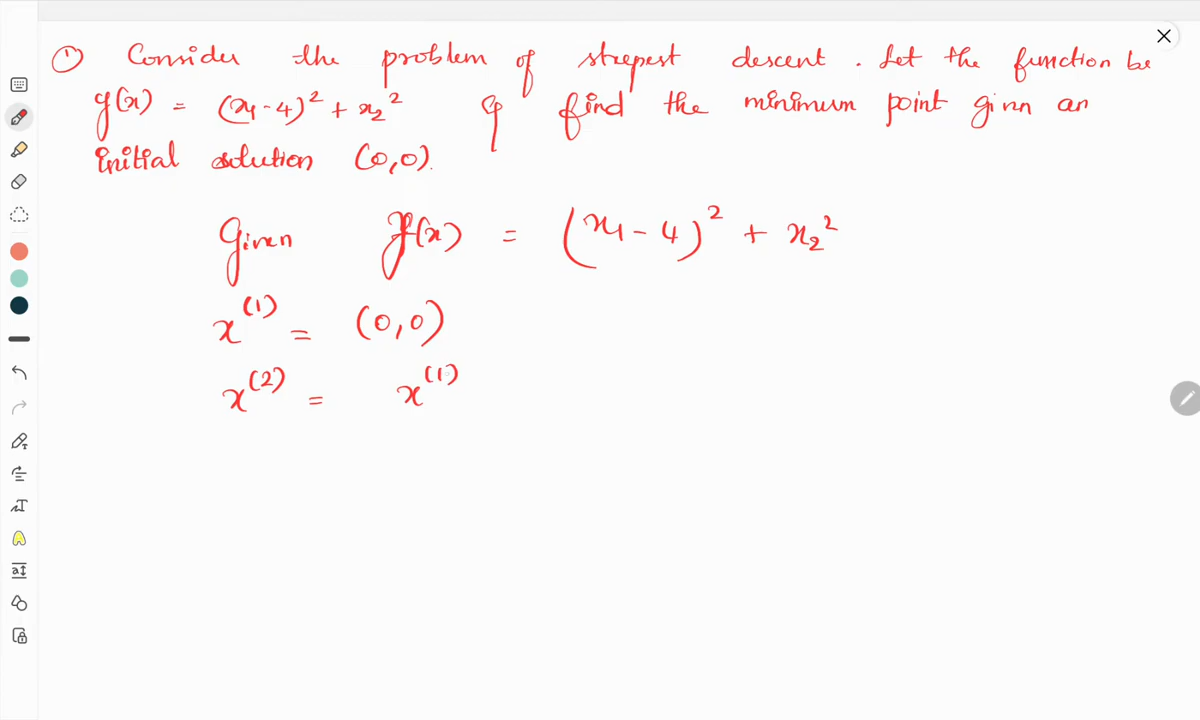 ① Consider the problem of steepest descent. Let the function be
f(x) = (x₁-4)² + x₂² & find the minimum point given an
initial solution (0,0).
Given f(x) = (x₁-4)² + x₂²
x⁽¹⁾ = (0,0)
x⁽²⁾ = x⁽¹⁾